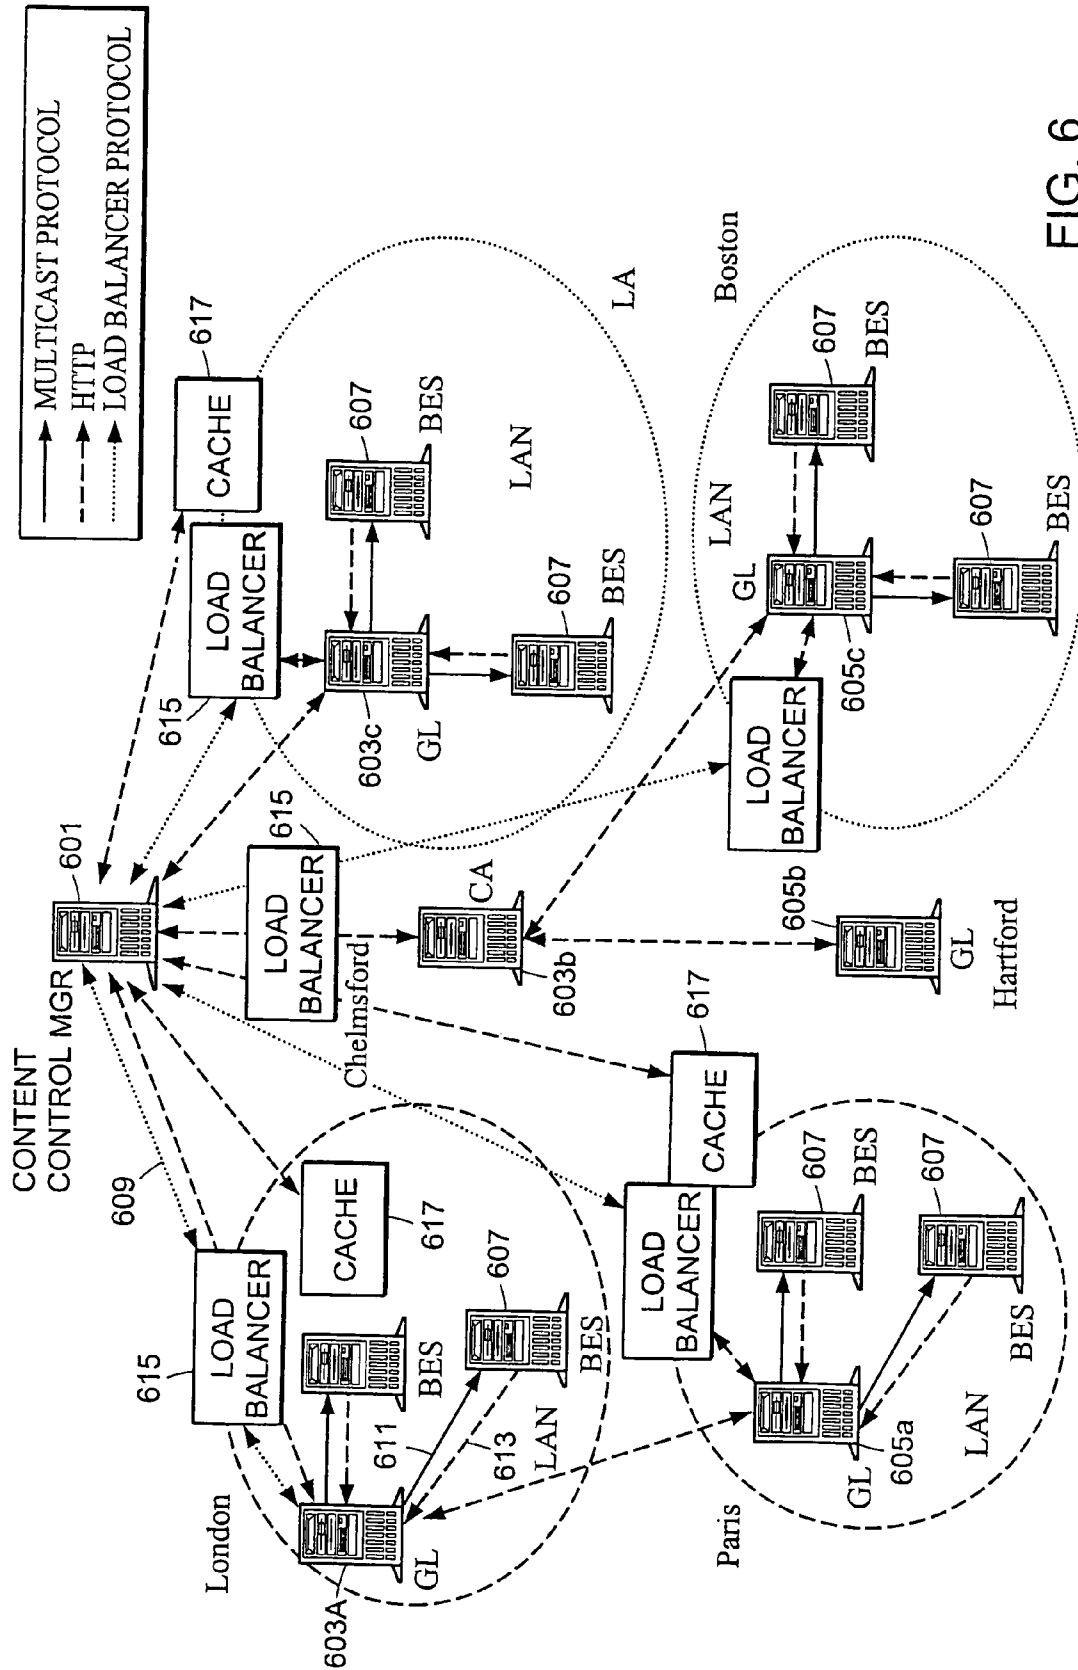 MULTICAST PROTOCOL
HTTP
LOAD BALANCER PROTOCOL
CONTENT
CONTROL MGR
601
609
615
LOAD
BALANCER
London
603A
GL
BES
611
613
LAN
607
BES
CACHE
617
Chelmsford
LOAD
BALANCER
615
CA
603b
615
LOAD
BALANCER
CACHE
617
603c
GL
607
BES
LAN
607
BES
LA
Paris
LOAD
BALANCER
CACHE
617
GL
605a
607
BES
607
BES
LAN
605b
GL
Hartford
Boston
LOAD
BALANCER
GL
605c
LAN
607
BES
607
BES
FIG. 6